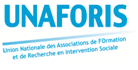 UNAFORIS
Union Nationale des Associations de FOrmation
et de Recherche en Intervention Sociale